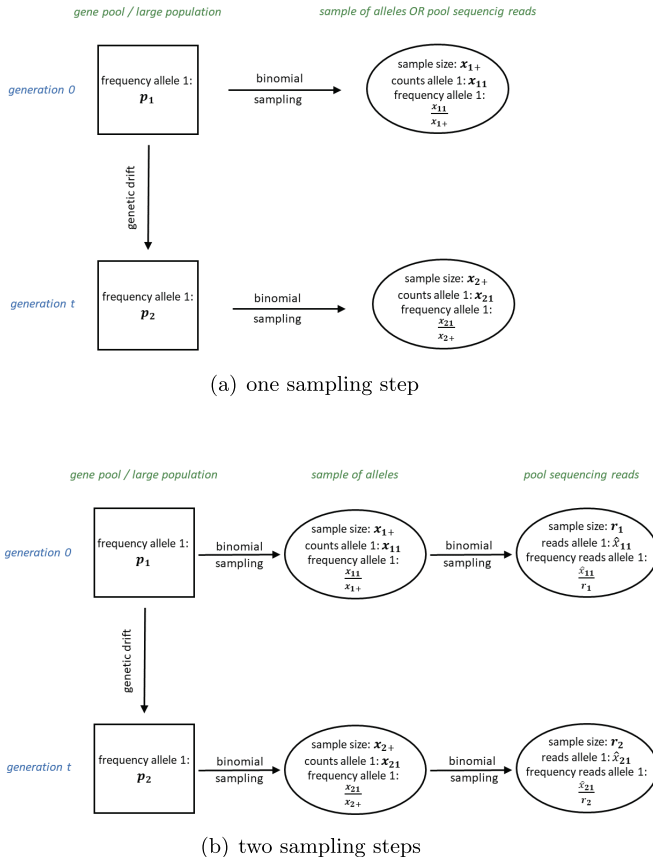 gene pool / large population
sample of alleles OR pool sequencig reads
generation 0
frequency allele 1:
p₁
binomial
sampling
sample size: x₁₊
counts allele 1: x₁₁
frequency allele 1:
x₁₁
x₁₊
genetic drift
generation t
frequency allele 1:
p₂
binomial
sampling
sample size: x₂₊
counts allele 1: x₂₁
frequency allele 1:
x₂₁
x₂₊
(a) one sampling step
gene pool / large population
sample of alleles
pool sequencing reads
generation 0
frequency allele 1:
p₁
binomial
sampling
sample size: x₁₊
counts allele 1: x₁₁
frequency allele 1:
x₁₁
x₁₊
binomial
sampling
sample size: r₁
reads allele 1: x̂₁₁
frequency reads allele 1:
x̂₁₁
r₁
genetic drift
generation t
frequency allele 1:
p₂
binomial
sampling
sample size: x₂₊
counts allele 1: x₂₁
frequency allele 1:
x₂₁
x₂₊
binomial
sampling
sample size: r₂
reads allele 1: x̂₂₁
frequency reads allele 1:
x̂₂₁
r₂
(b) two sampling steps